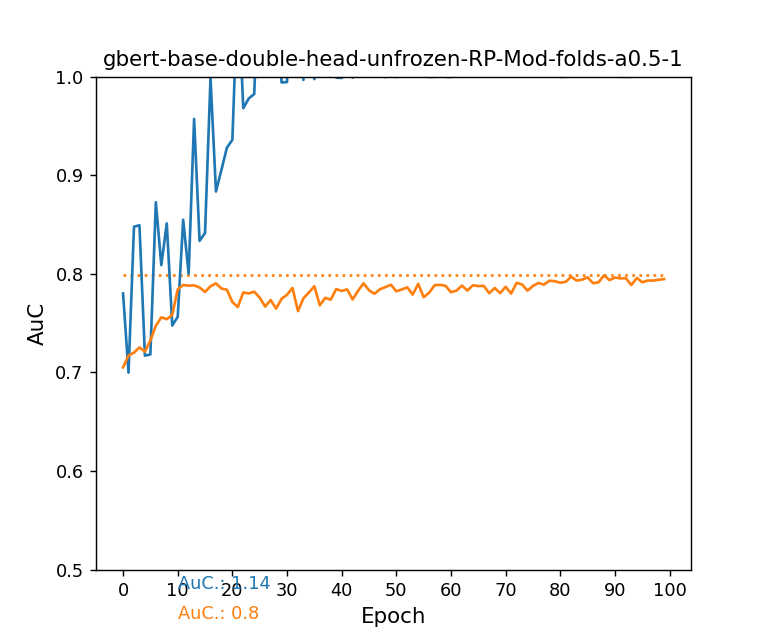 gbert-base-double-head-unfrozen-RP-Mod-folds-a0.5-1
1.0
0.9
0.8
0.7
0.6
0.5
AuC
0 10 20 30 40 50 60 70 80 90 100
AuC.: 1.14
AuC.: 0.8
Epoch